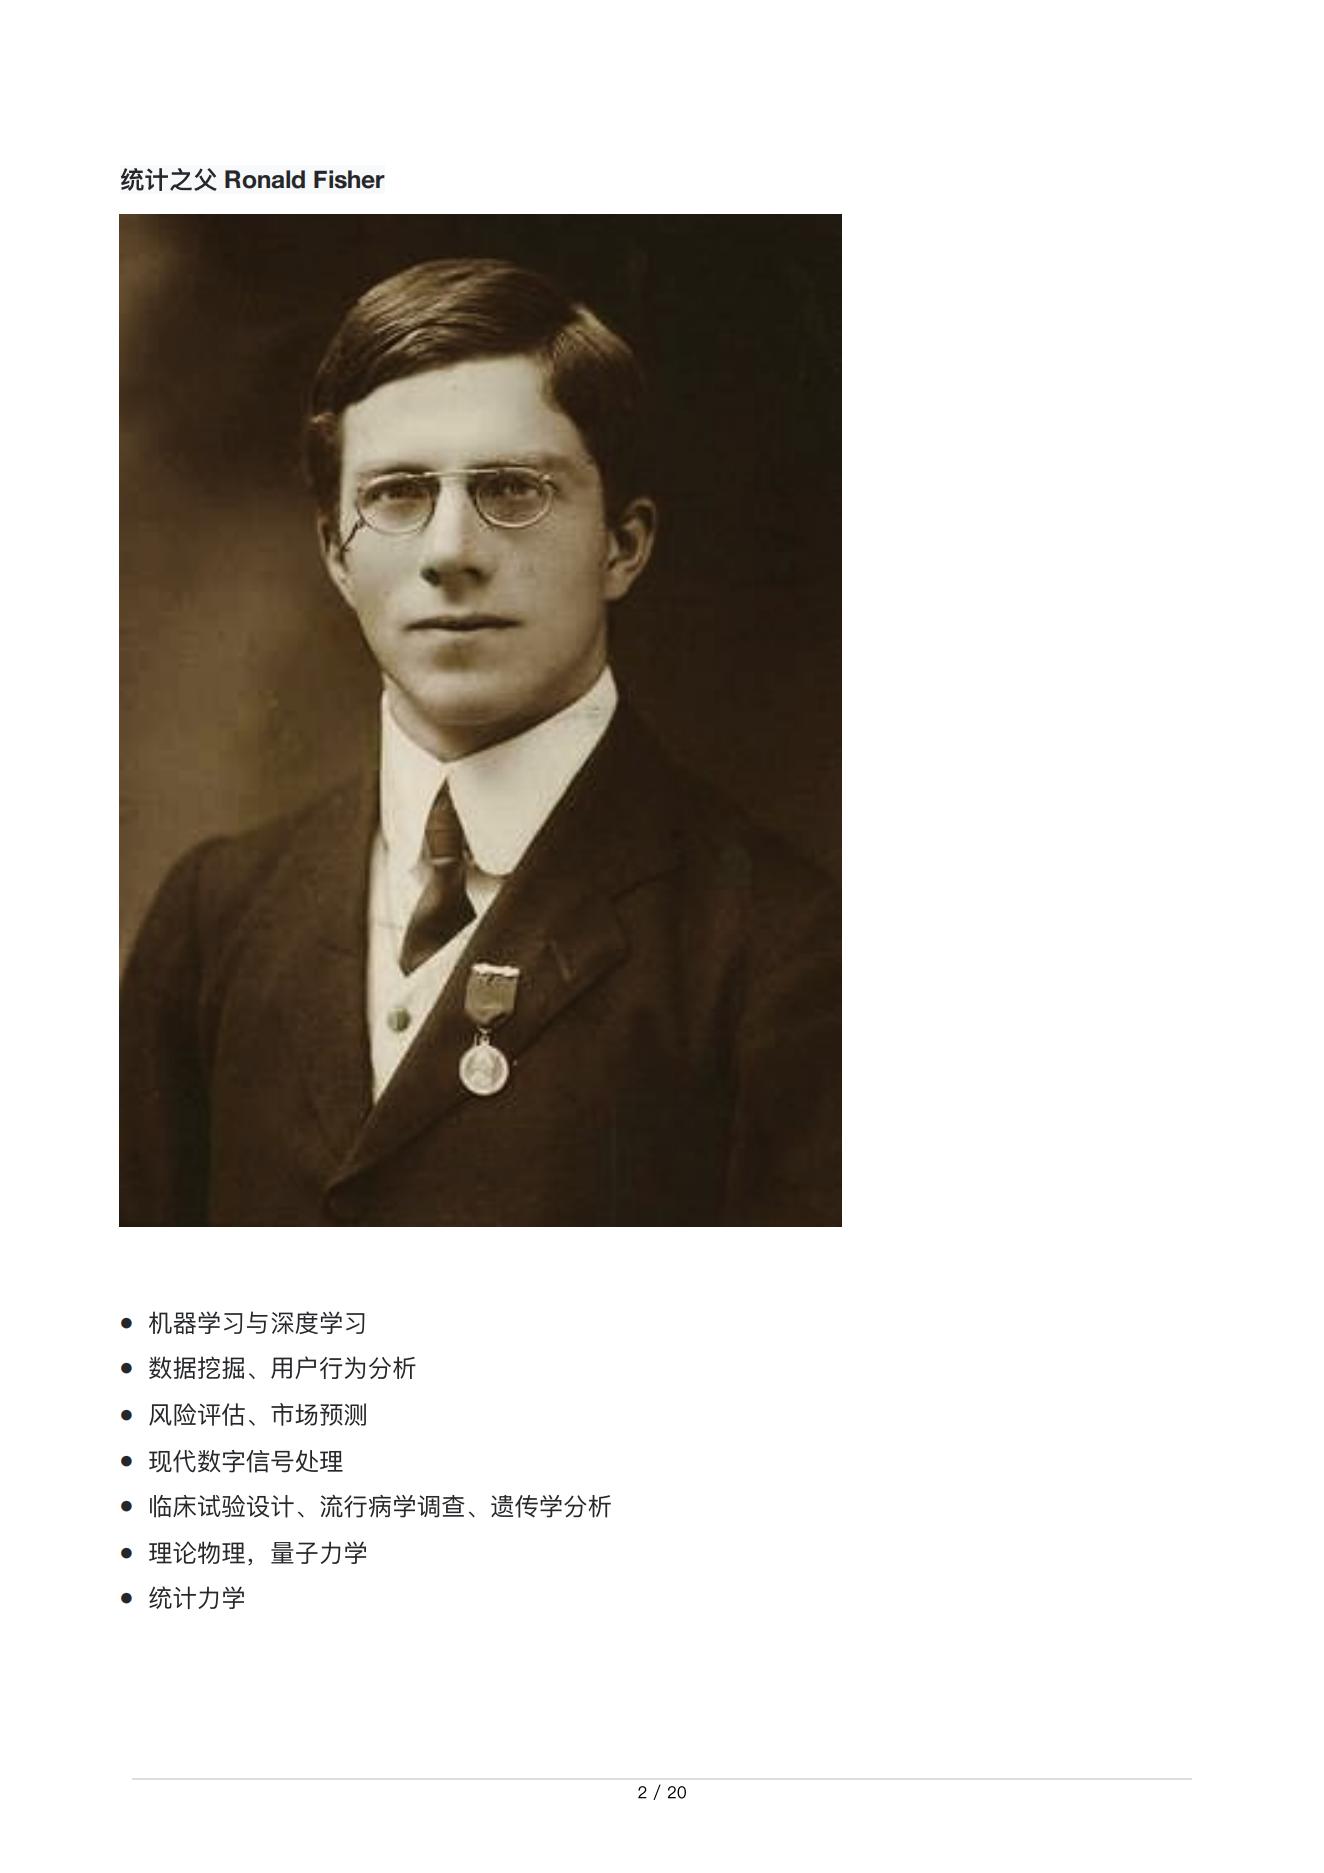 统计之父 Ronald Fisher
● 机器学习与深度学习
● 数据挖掘、用户行为分析
● 风险评估、市场预测
● 现代数字信号处理
● 临床试验设计、流行病学调查、遗传学分析
● 理论物理，量子力学
● 统计力学
2 / 20